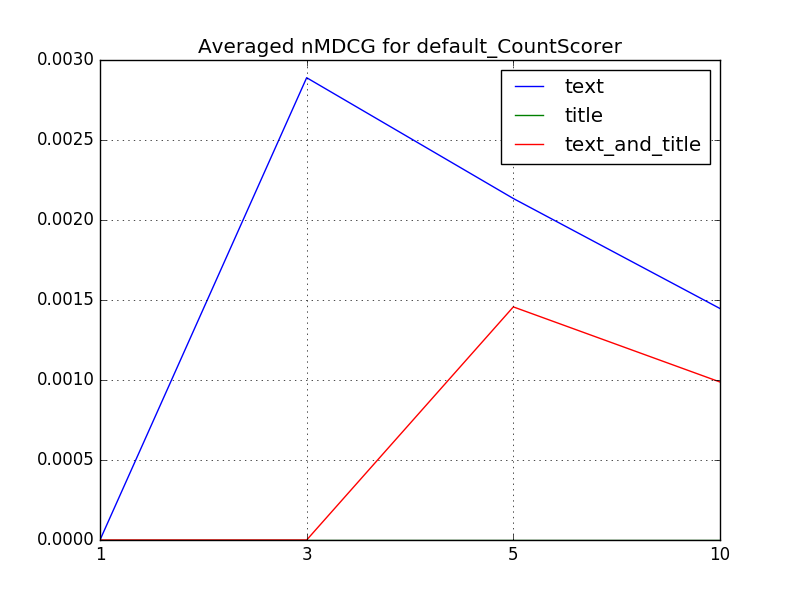 Averaged nMDCG for default_CountScorer
0.0030
0.0025
0.0020
0.0015
0.0010
0.0005
0.0000
text
title
text_and_title
1 3 5 10